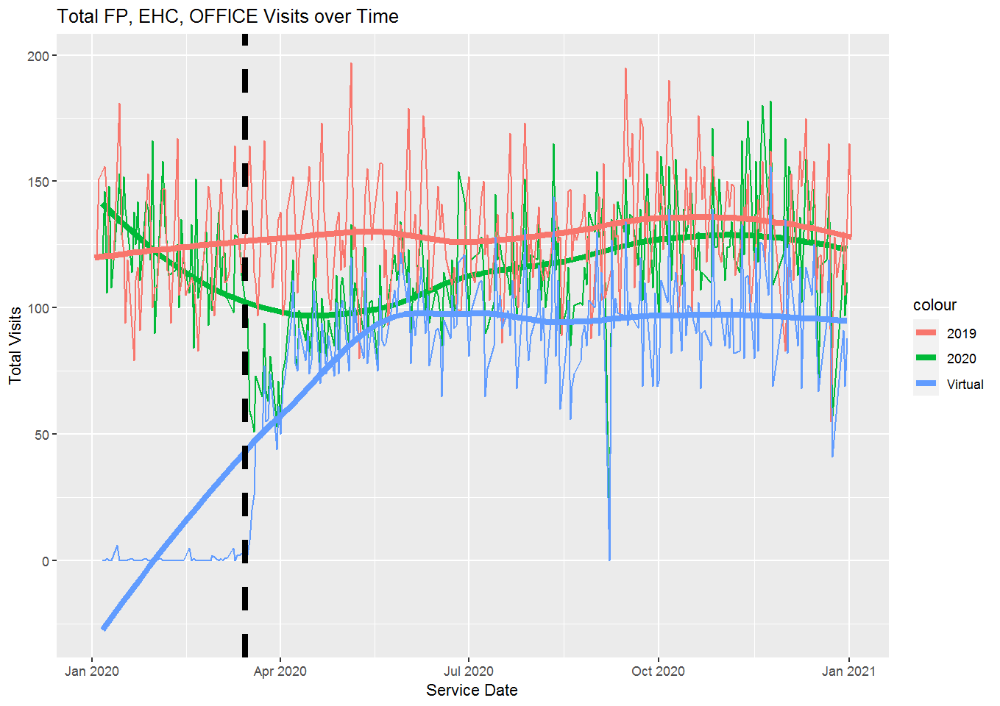 Total FP, EHC, OFFICE Visits over Time
200
150
100
50
0
Total Visits
Jan 2020
Apr 2020
Jul 2020
Oct 2020
Jan 2021
Service Date
colour
2019
2020
Virtual